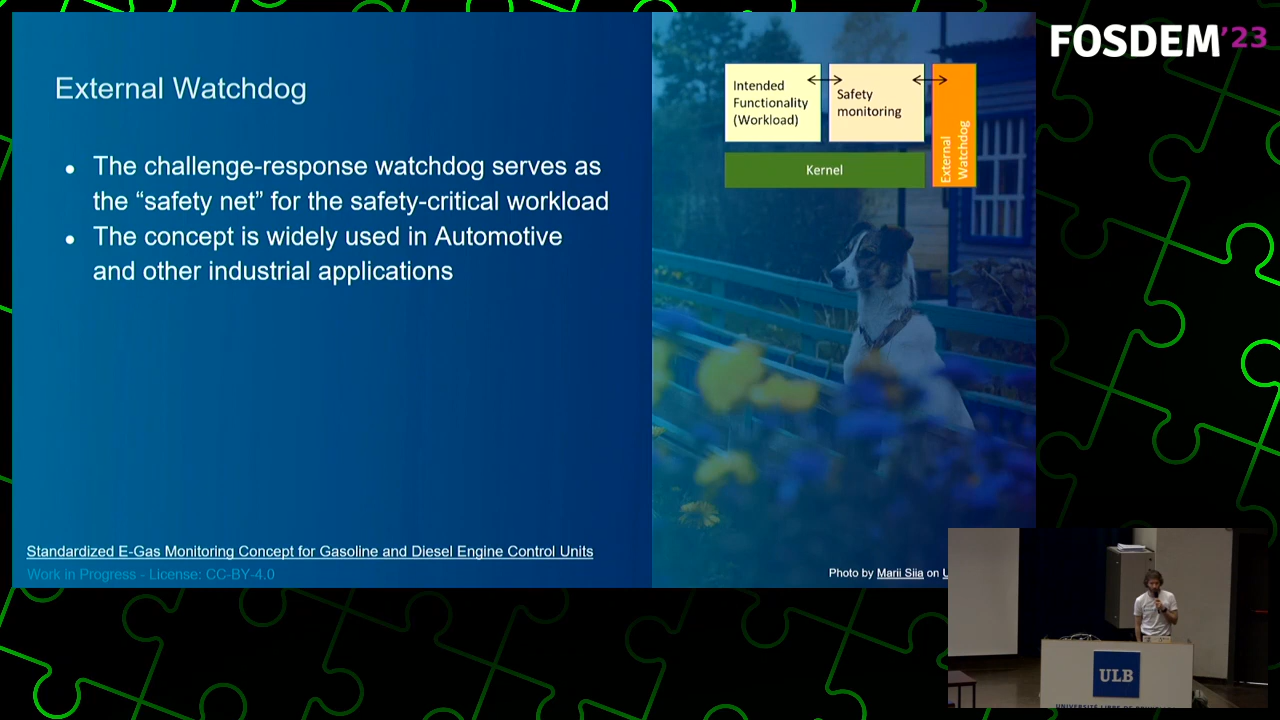 FOSDEM'23
External Watchdog
● The challenge-response watchdog serves as
the “safety net” for the safety-critical workload
● The concept is widely used in Automotive
and other industrial applications
Intended
Functionality
(Workload)
Safety
monitoring
External
Watchdog
Kernel
Standardized E-Gas Monitoring Concept for Gasoline and Diesel Engine Control Units
Work in Progress - License: CC-BY-4.0
Photo by Marii Siia on
ULB
UNIVERSITÉ LIBRE DE